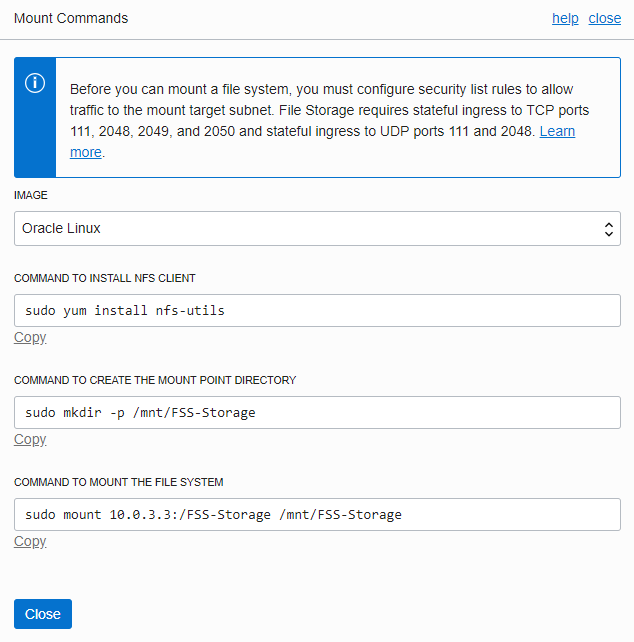 Mount Commands
help close
Before you can mount a file system, you must configure security list rules to allow
traffic to the mount target subnet. File Storage requires stateful ingress to TCP ports
111, 2048, 2049, and 2050 and stateful ingress to UDP ports 111 and 2048. Learn
more.
IMAGE
Oracle Linux
COMMAND TO INSTALL NFS CLIENT
sudo yum install nfs-utils
Copy
COMMAND TO CREATE THE MOUNT POINT DIRECTORY
sudo mkdir -p /mnt/FSS-Storage
Copy
COMMAND TO MOUNT THE FILE SYSTEM
sudo mount 10.0.3.3:/FSS-Storage /mnt/FSS-Storage
Copy
Close